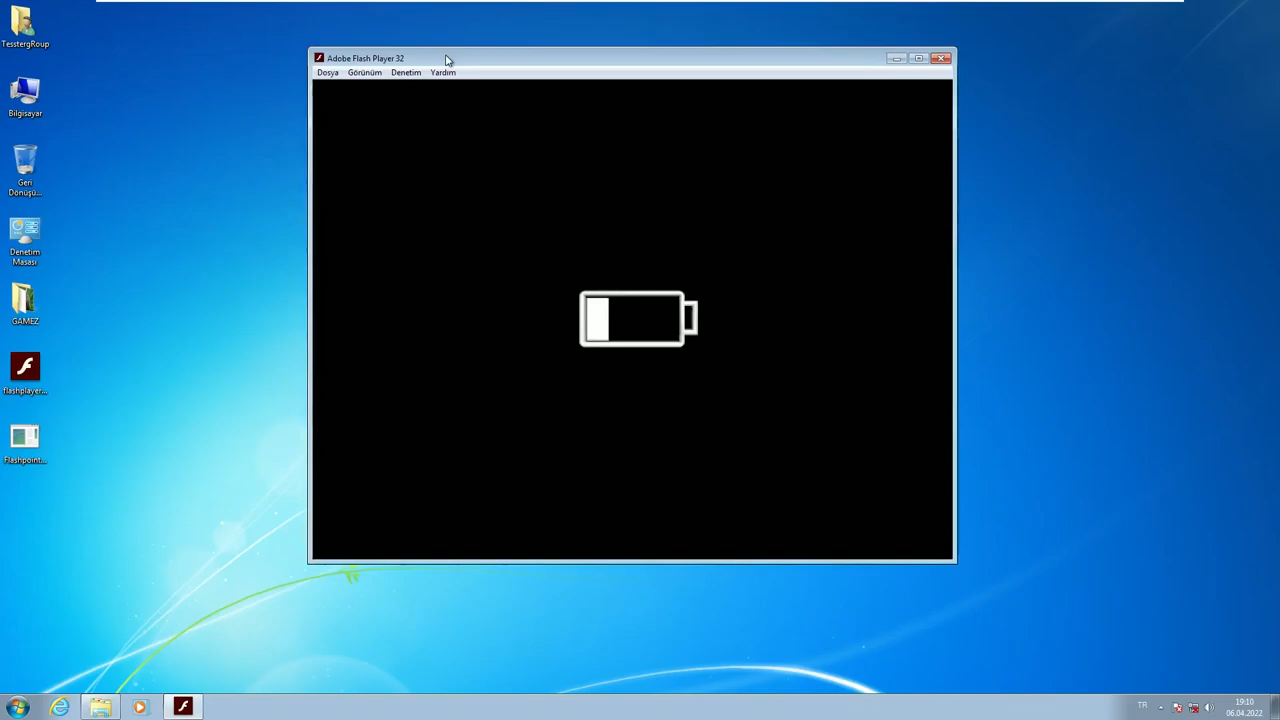 TesstergRoup
Bilgisayar
Geri
Dönüşü...
Denetim
Masası
GAMEZ
flashplayer...
Flashpoint...
Adobe Flash Player 32
Dosya Görünüm Denetim Yardım
TR
19:10
06.04.2022